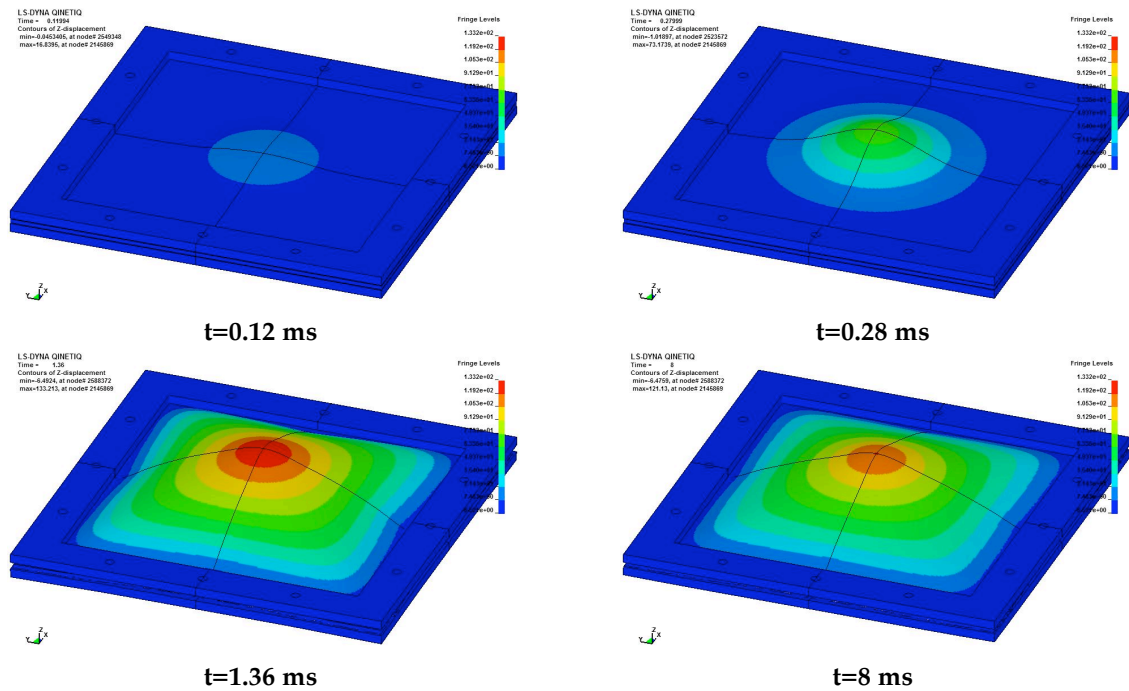 LS-DYNA QINETIQ
Time = 0.11994
Contours of Z-displacement
min=-0.0453405, at node# 2549348
max=16.8395, at node# 2145869
Fringe Levels
1.332e+02
1.192e+02
1.053e+02
9.129e+01
Z
Y X
t=0.12 ms
LS-DYNA QINETIQ
Time = 0.27999
Contours of Z-displacement
min=-1.01897, at node# 2523572
max=73.1739, at node# 2145869
Fringe Levels
1.332e+02
1.192e+02
1.053e+02
9.129e+01
Z
Y X
t=0.28 ms
LS-DYNA QINETIQ
Time = 1.36
Contours of Z-displacement
min=-6.4924, at node# 2588372
max=133.213, at node# 2145869
Fringe Levels
1.332e+02
1.192e+02
1.053e+02
9.129e+01
Z
Y X
t=1.36 ms
LS-DYNA QINETIQ
Time = 8
Contours of Z-displacement
min=-6.4759, at node# 2588372
max=121.13, at node# 2145869
Fringe Levels
1.332e+02
1.192e+02
1.053e+02
9.129e+01
Z
Y X
t=8 ms